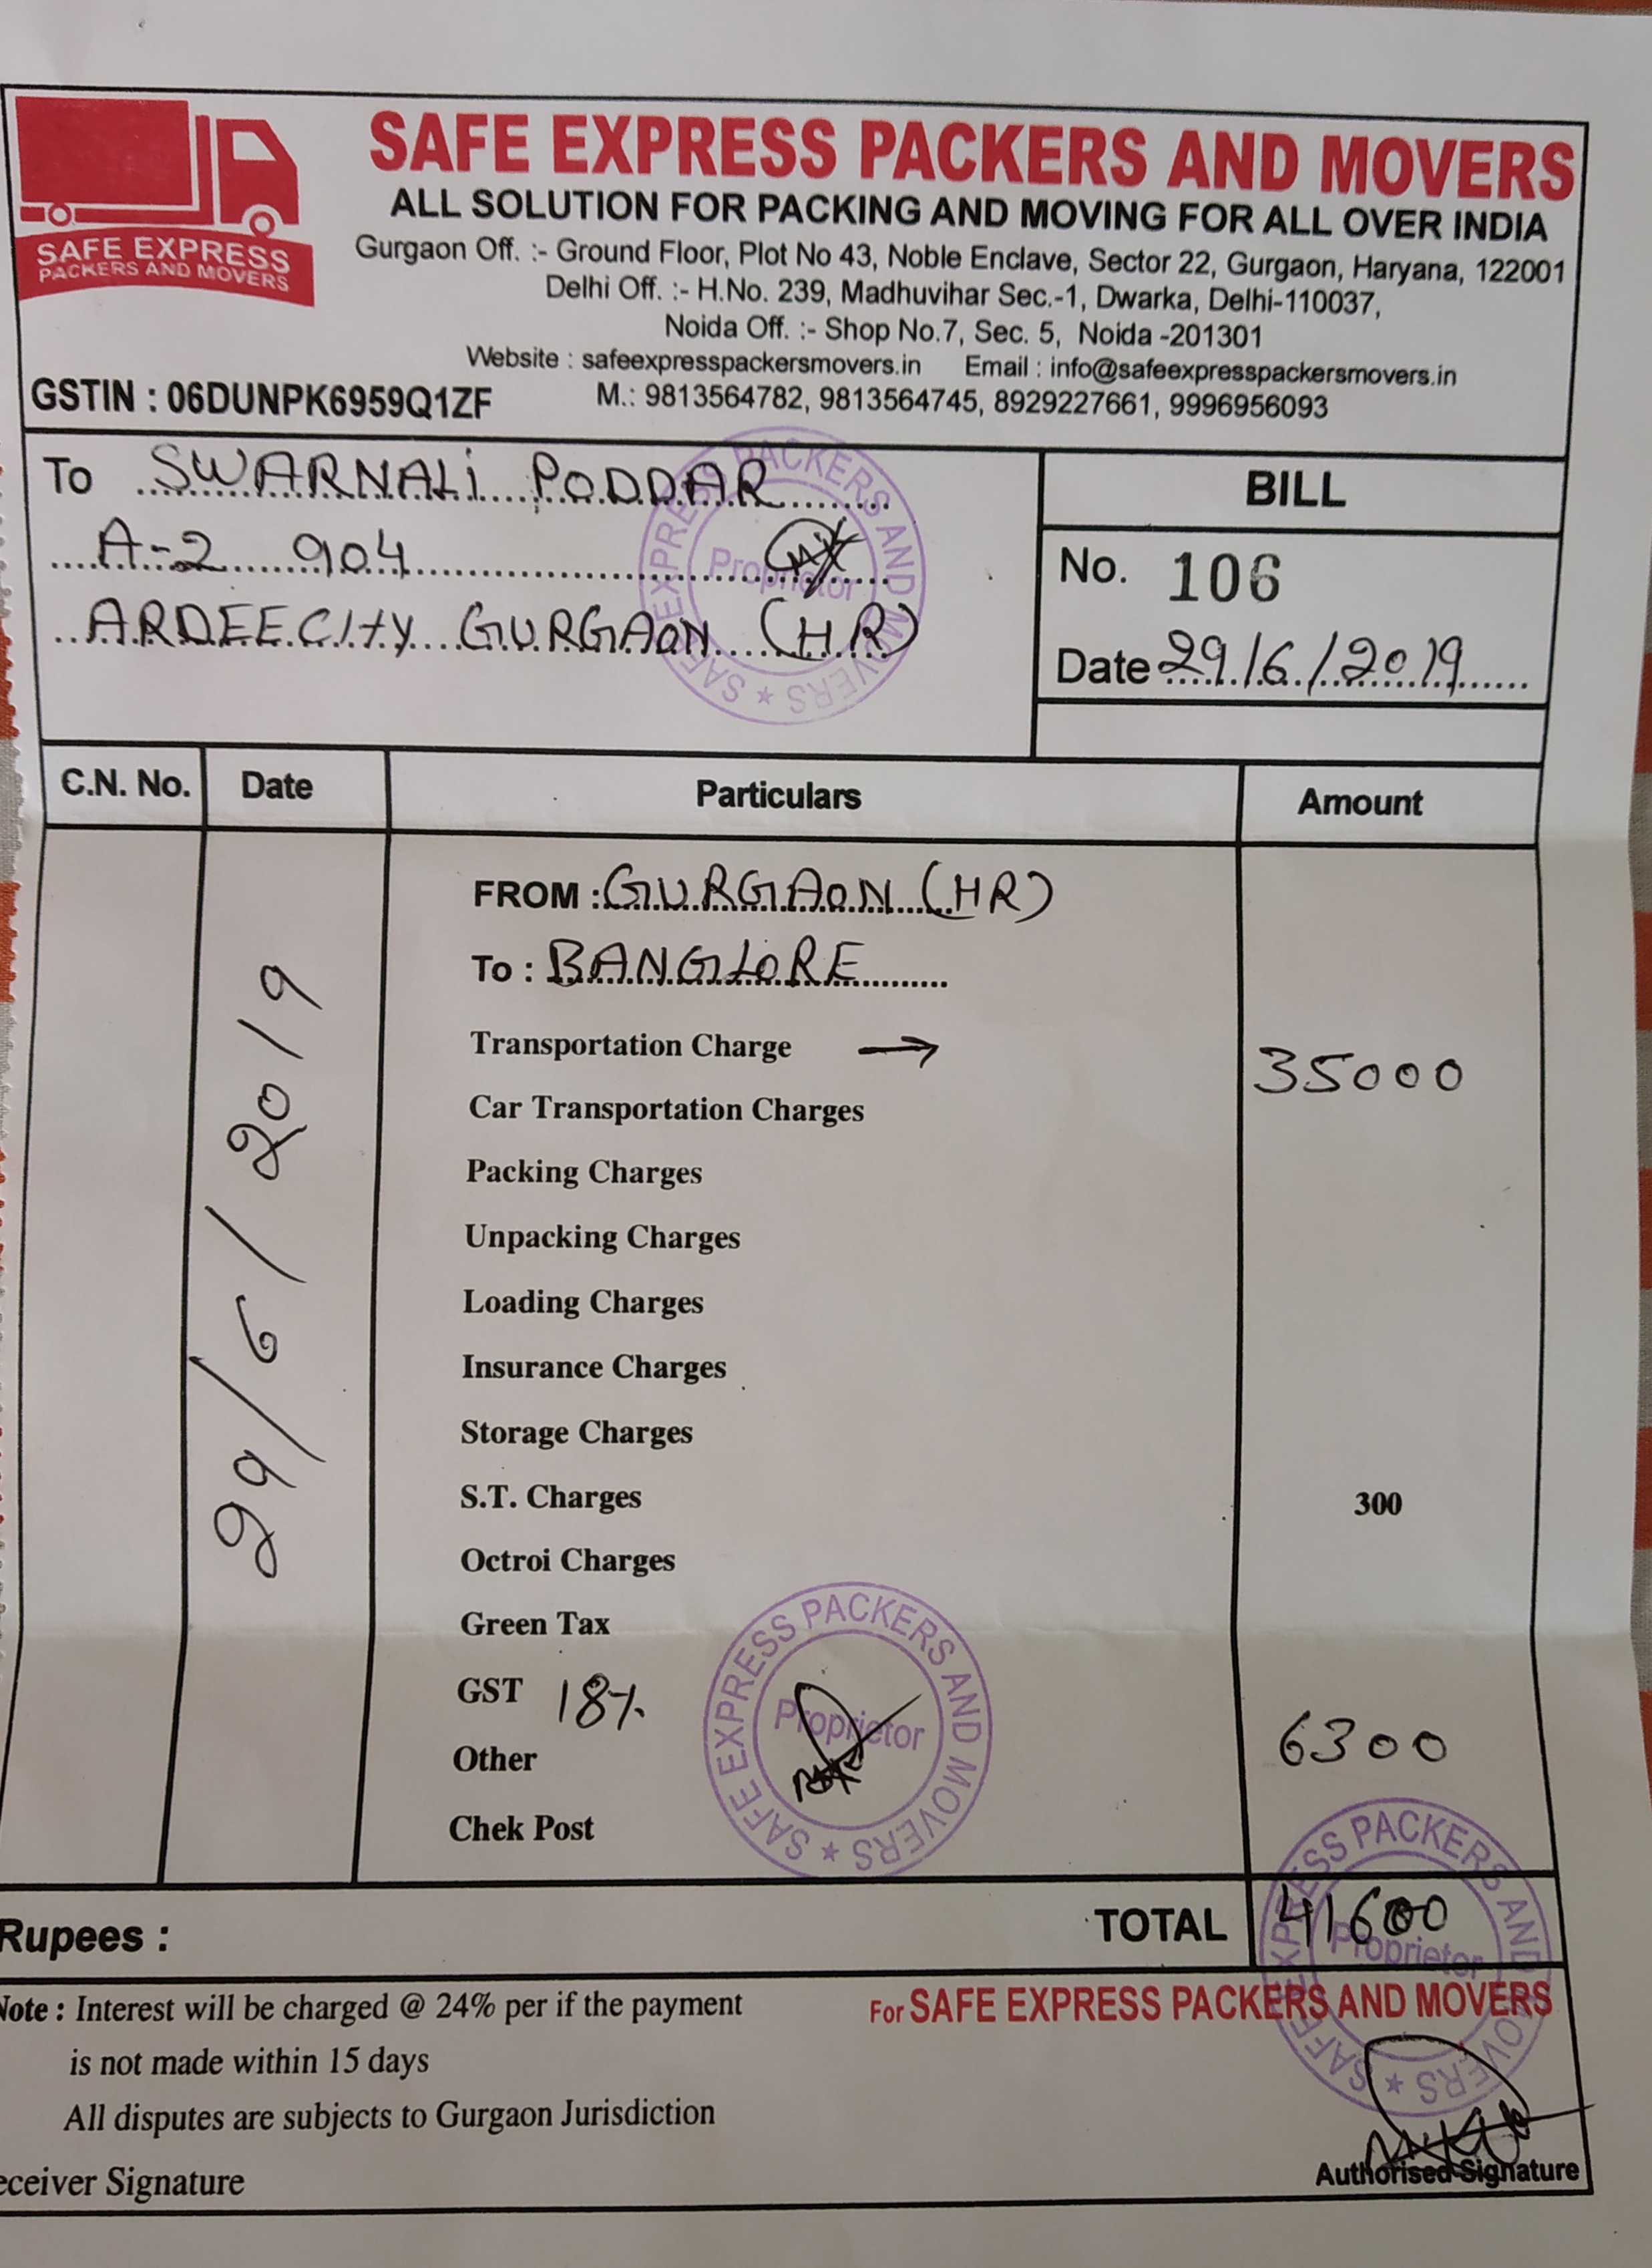 SAFE EXPRESS
PACKERS AND MOVERS
SAFE EXPRESS PACKERS AND MOVERS
ALL SOLUTION FOR PACKING AND MOVING FOR ALL OVER INDIA
Gurgaon Off. :- Ground Floor, Plot No 43, Noble Enclave, Sector 22, Gurgaon, Haryana, 122001
Delhi Off. :- H.No. 239, Madhuvihar Sec.-1, Dwarka, Delhi-110037,
Noida Off. :- Shop No.7, Sec. 5, Noida -201301
Website : safeexpresspackersmovers.in Email : info@safeexpresspackersmovers.in
GSTIN : 06DUNPK6959Q1ZF M.: 9813564782, 9813564745, 8929227661, 9996956093
To SWARNALI PODDAR
A-2 904
ARDEECITY GURGAON (HR)
SAFE EXPRESS PACKERS AND MOVERS
Proprietor
BILL
No. 106
Date 29/6/2019
C.N. No. Date Particulars Amount
29/6/2019
FROM : GURGAON (HR)
To : BANGLORE
Transportation Charge → 35000
Car Transportation Charges
Packing Charges
Unpacking Charges
Loading Charges
Insurance Charges
Storage Charges
S.T. Charges 300
Octroi Charges
Green Tax
GST 18% 6300
Other
Chek Post
SAFE EXPRESS PACKERS AND MOVERS
Proprietor
Rupees : TOTAL 41600
SAFE EXPRESS PACKERS AND MOVERS
Proprietor
Note : Interest will be charged @ 24% per if the payment
is not made within 15 days
All disputes are subjects to Gurgaon Jurisdiction
For SAFE EXPRESS PACKERS AND MOVERS
eceiver Signature Authorised Signature